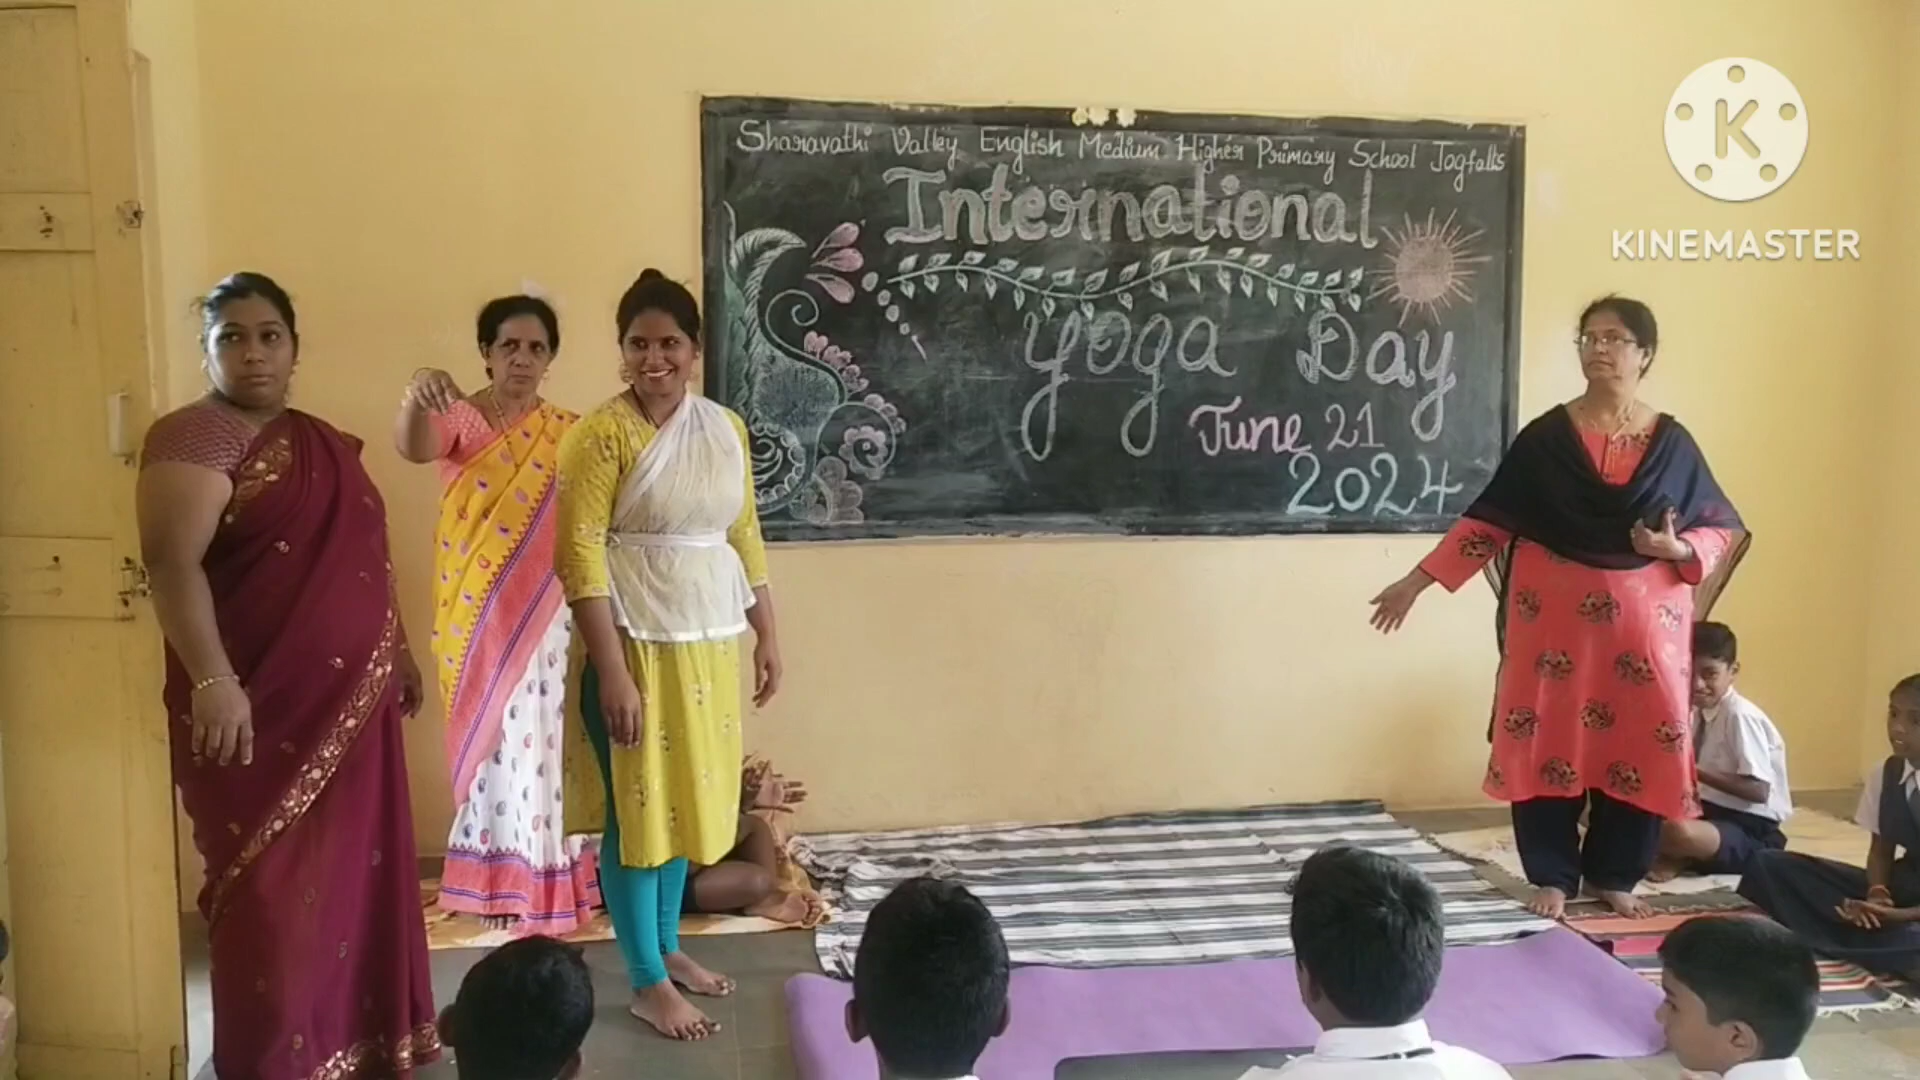 Sharavathi Valley English Medium Higher Primary School Jogfalls
International
Yoga Day
June 21
2024
K
KINEMASTER